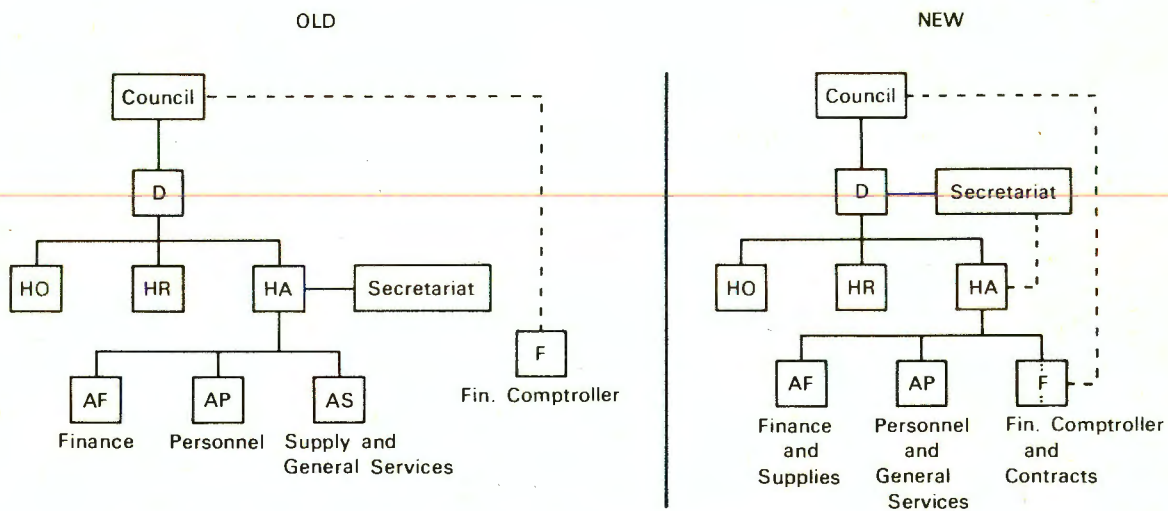 OLD
Council
D
HO
HR
HA
Secretariat
F
Fin. Comptroller
AF
AP
AS
Finance
Personnel
Supply and
General Services
NEW
Council
D
Secretariat
HO
HR
HA
AF
AP
F
Finance
and
Supplies
Personnel
and
General
Services
Fin. Comptroller
and
Contracts